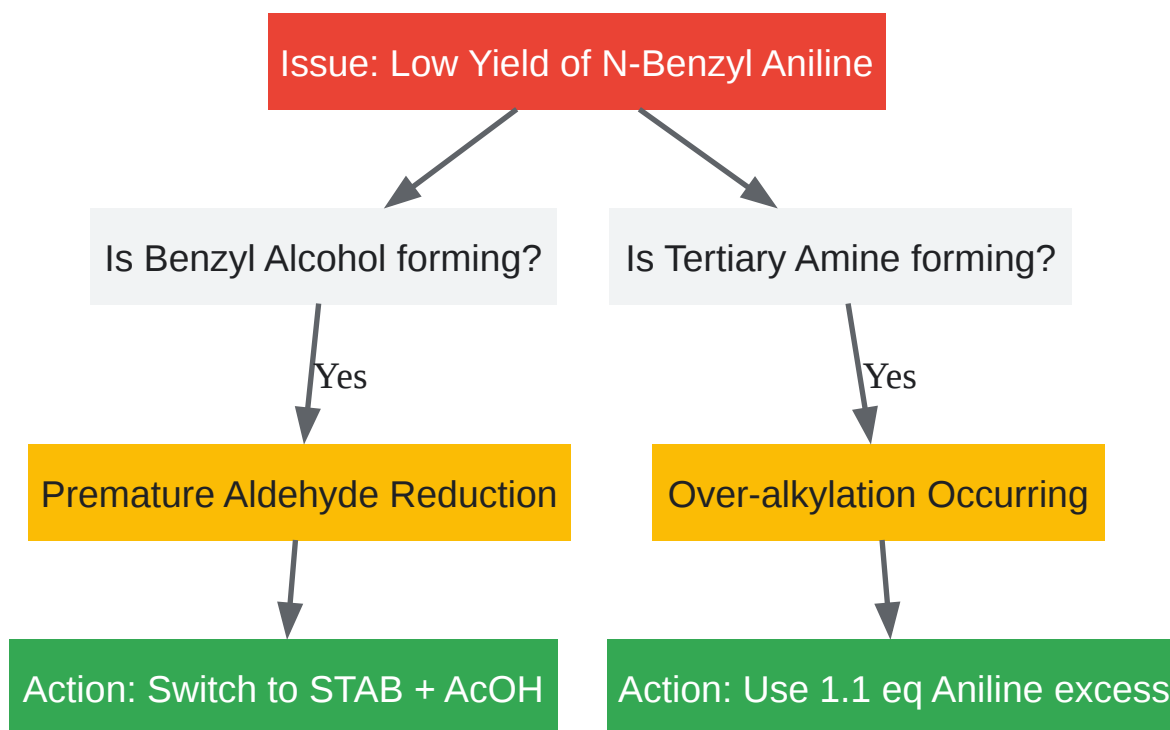 Issue: Low Yield of N-Benzyl Aniline
Is Benzyl Alcohol forming?
Is Tertiary Amine forming?
Yes
Yes
Premature Aldehyde Reduction
Over-alkylation Occurring
Action: Switch to STAB + AcOH
Action: Use 1.1 eq Aniline excess